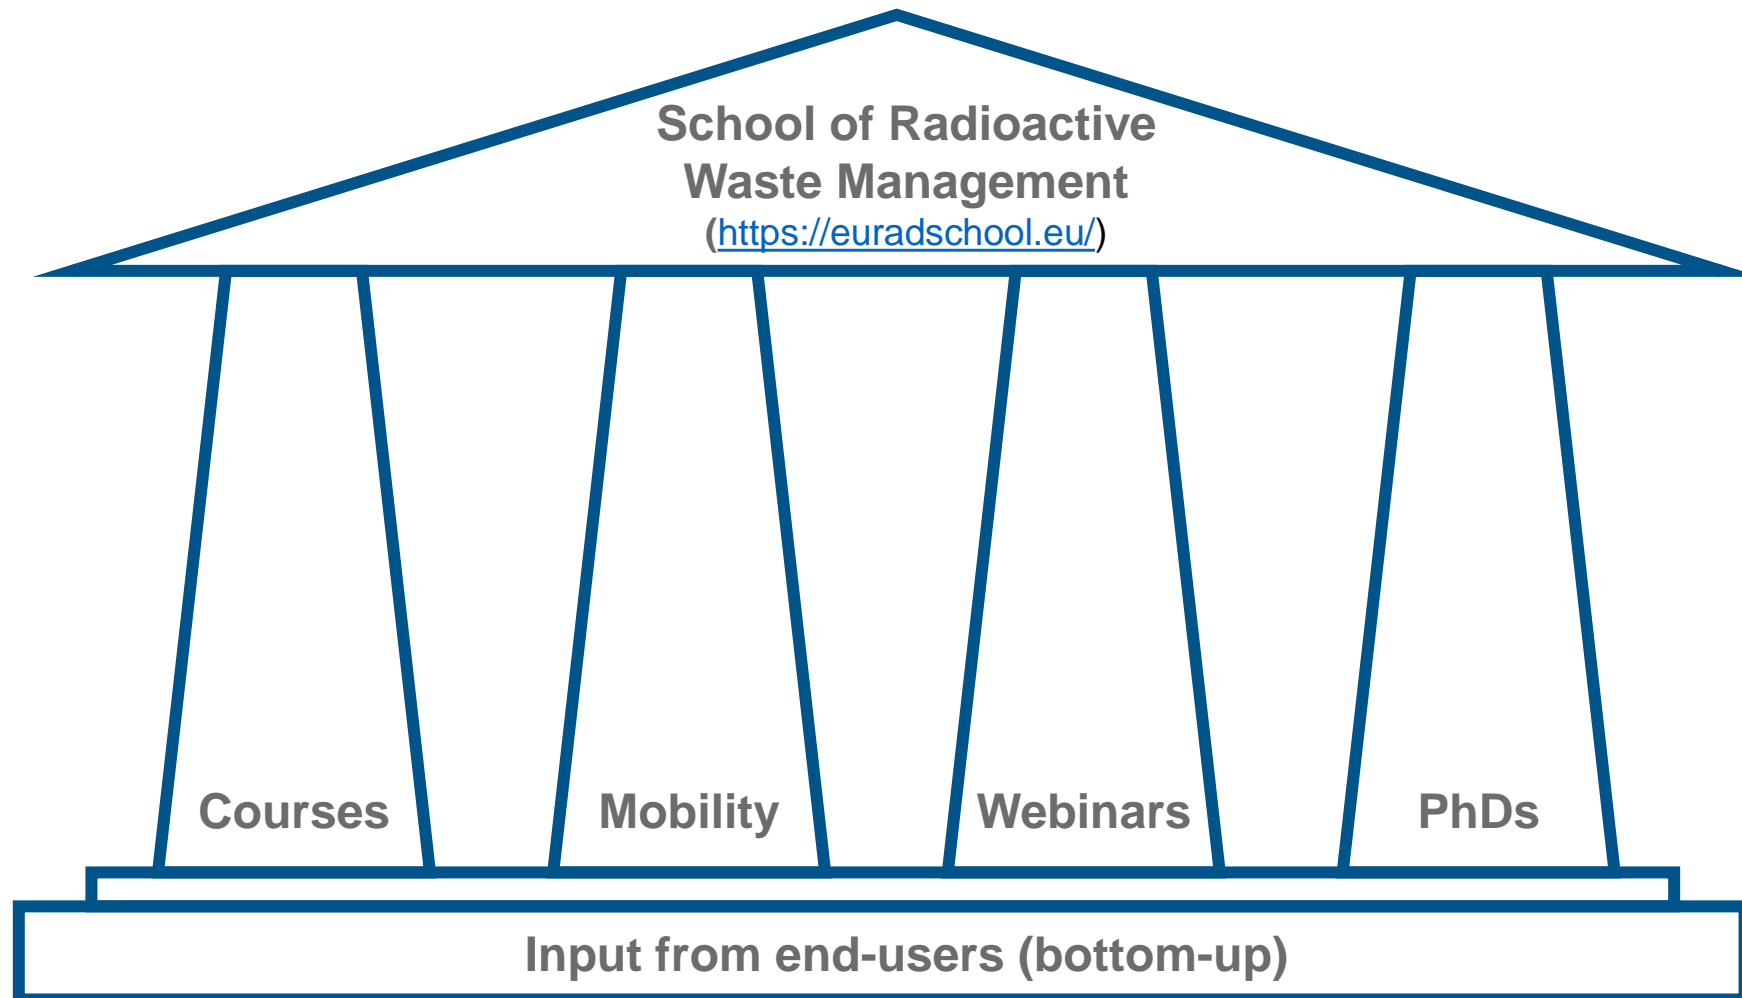 School of Radioactive
Waste Management
(https://euradschool.eu/)
Courses
Mobility
Webinars
PhDs
Input from end-users (bottom-up)